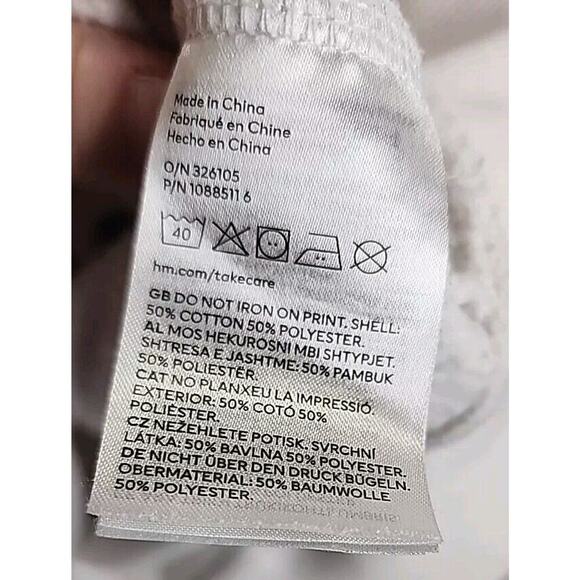 Made in China
Fabriqué en Chine
Hecho en China
O/N 326105
P/N 1088511 6
40
hm.com/takecare
GB DO NOT IRON ON PRINT. SHELL:
50% COTTON 50% POLYESTER.
AL MOS HEKUROSNI MBI SHTYPJET.
SHTRESA E JASHTME: 50% PAMBUK
50% POLIESTËR
CAT NO PLANXEU LA IMPRESSIÓ.
EXTERIOR: 50% COTÓ 50%
POLIÈSTER.
CZ NEŽEHLETE POTISK. SVRCHNÍ
LÁTKA: 50% BAVLNA 50% POLYESTER.
DE NICHT ÜBER DEN DRUCK BÜGELN.
OBERMATERIAL: 50% BAUMWOLLE
50% POLYESTER.